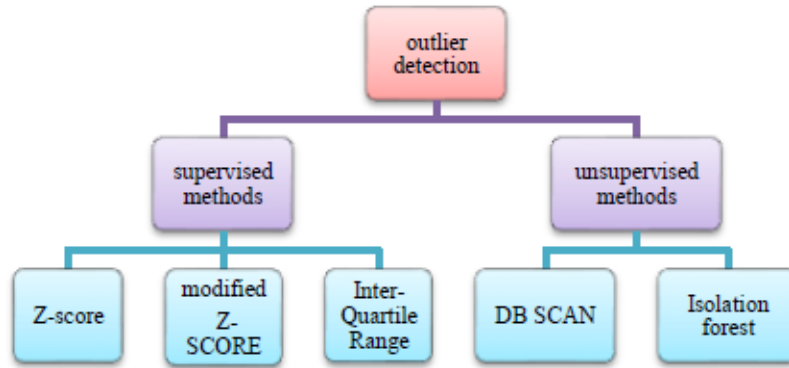 outlier
detection
supervised
methods
unsupervised
methods
Z-score
modified
Z-
SCORE
Inter-
Quartile
Range
DB SCAN
Isolation
forest